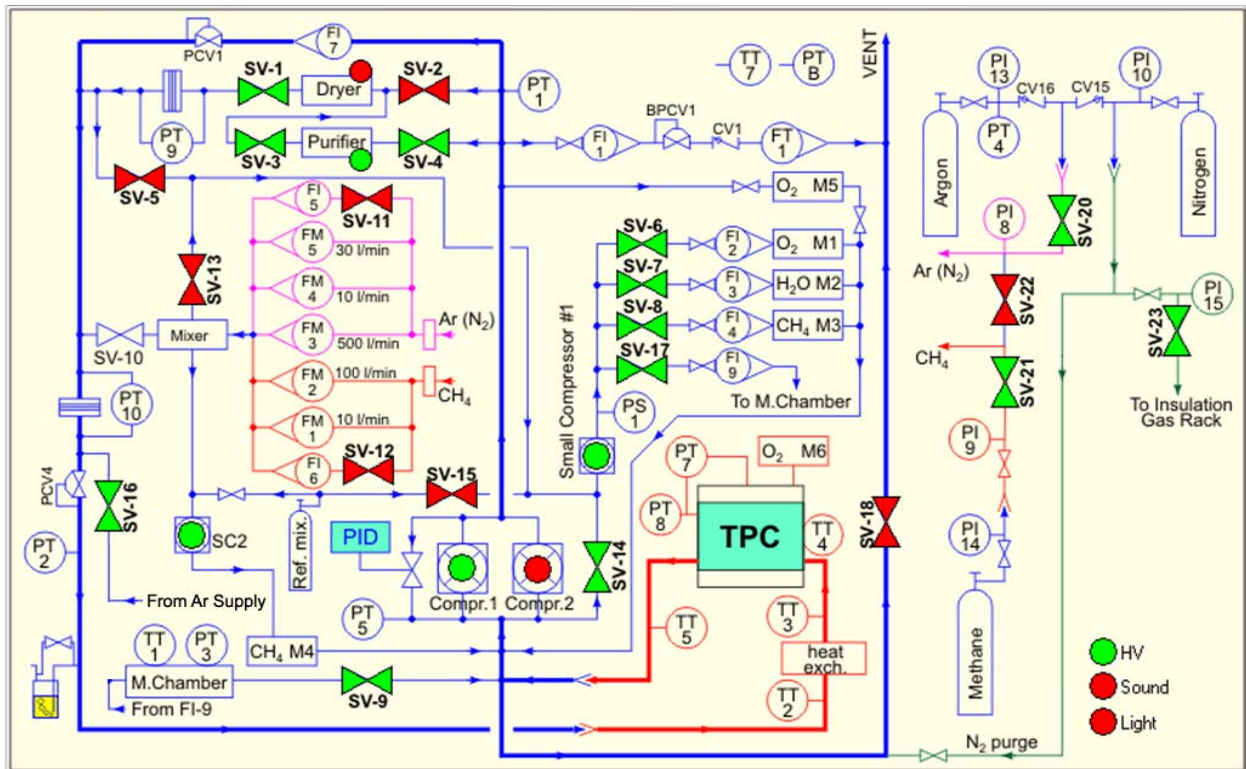 FI
7
PCV1
SV-1
Dryer
SV-2
PT
1
PT
9
SV-3
Purifier
SV-4
SV-5
TT
7
PT
B
VENT
BPCV1
FI
1
CV1
FT
1
O2 M5
PI
13
CV16
CV15
PI
10
PT
4
Argon
Nitrogen
FI
5
SV-11
FM
5
30 l/min
FM
4
10 l/min
FM
3
500 l/min
Ar (N2)
SV-13
SV-10
Mixer
FM
2
100 l/min
CH4
FM
1
10 l/min
FI
6
SV-12
SV-6
FI
2
O2 M1
SV-7
FI
3
H2O M2
SV-8
FI
4
CH4 M3
SV-17
FI
9
To M.Chamber
PS
1
Small Compressor #1
PI
8
SV-20
Ar (N2)
SV-22
CH4
SV-21
PI
15
SV-23
To Insulation
Gas Rack
PI
9
PI
14
Methane
PT
10
PCV4
SV-16
PT
2
SC2
SV-15
Ref. mix.
PID
Compr.1
Compr.2
PT
5
SV-14
PT
7
O2 M6
PT
8
TPC
TT
4
SV-18
TT
5
TT
3
heat
exch.
TT
2
From Ar Supply
TT
1
PT
3
CH4 M4
M.Chamber
From FI-9
SV-9
N2 purge
HV
Sound
Light